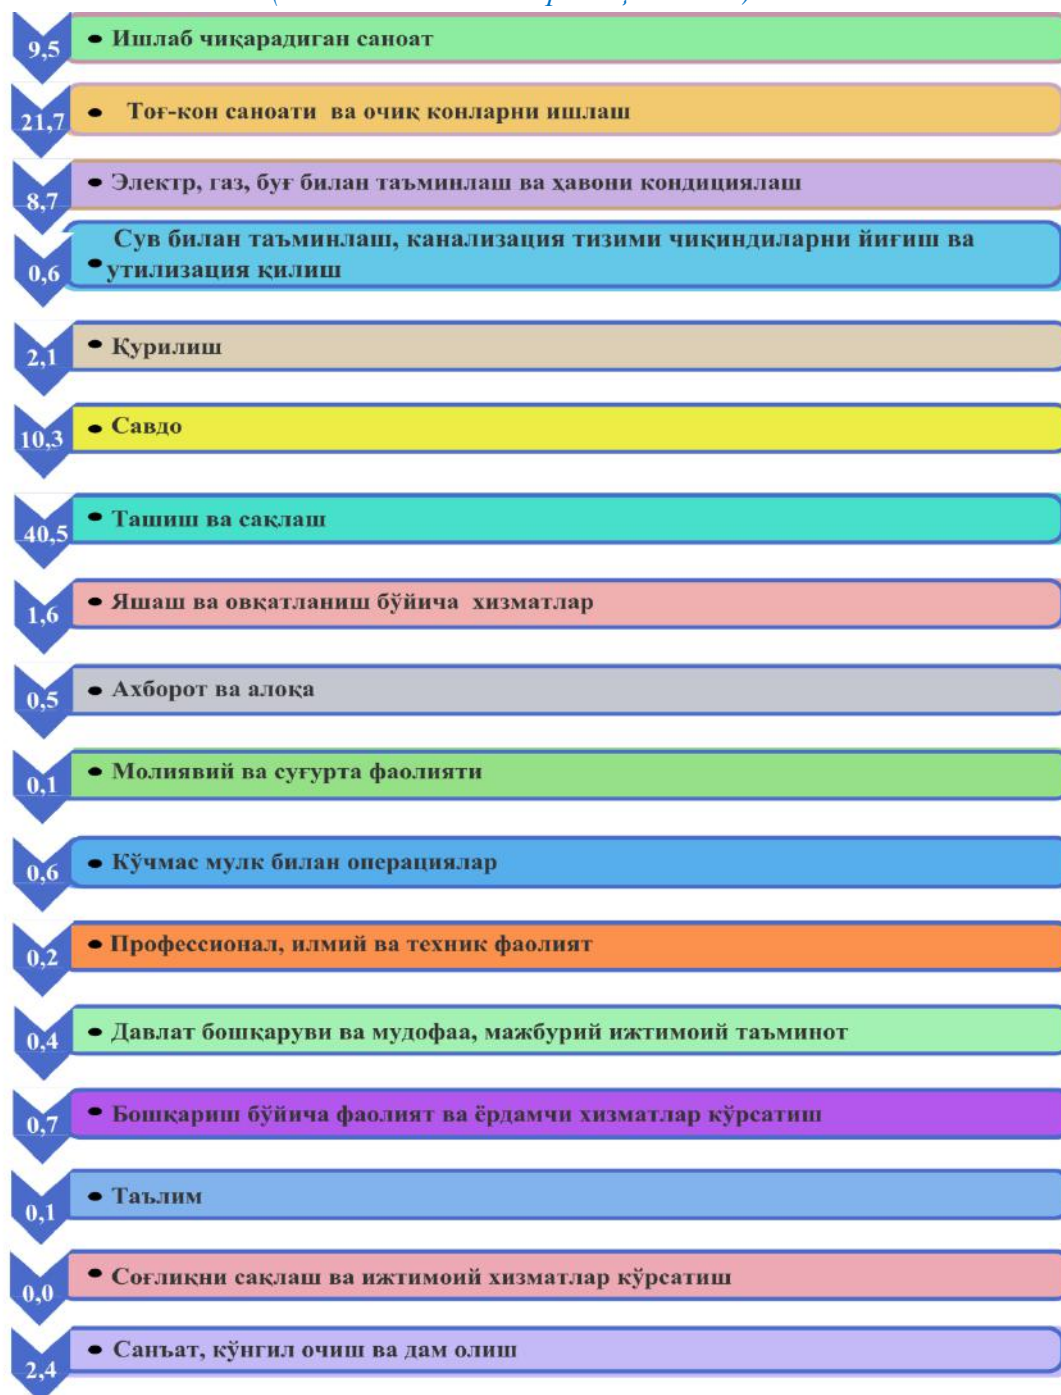 9,5 • Ишлаб чиқарадиган саноат
21,7 • Тоғ-кон саноати ва очиқ конларни ишлаш
8,7 • Электр, газ, буғ билан таъминлаш ва ҳавони кондициялаш
0,6 • Сув билан таъминлаш, канализация тизими чиқиндиларни йиғиш ва
утилизация қилиш
2,1 • Қурилиш
10,3 • Савдо
40,5 • Ташиш ва сақлаш
1,6 • Яшаш ва овқатланиш бўйича хизматлар
0,5 • Ахборот ва алоқа
0,1 • Молиявий ва суғурта фаолияти
0,6 • Кўчмас мулк билан операциялар
0,2 • Профессионал, илмий ва техник фаолият
0,4 • Давлат бошқаруви ва мудофаа, мажбурий ижтимоий таъминот
0,7 • Бошқариш бўйича фаолият ва ёрдамчи хизматлар кўрсатиш
0,1 • Таълим
0,0 • Соғлиқни сақлаш ва ижтимоий хизматлар кўрсатиш
2,4 • Санъат, кўнгил очиш ва дам олиш